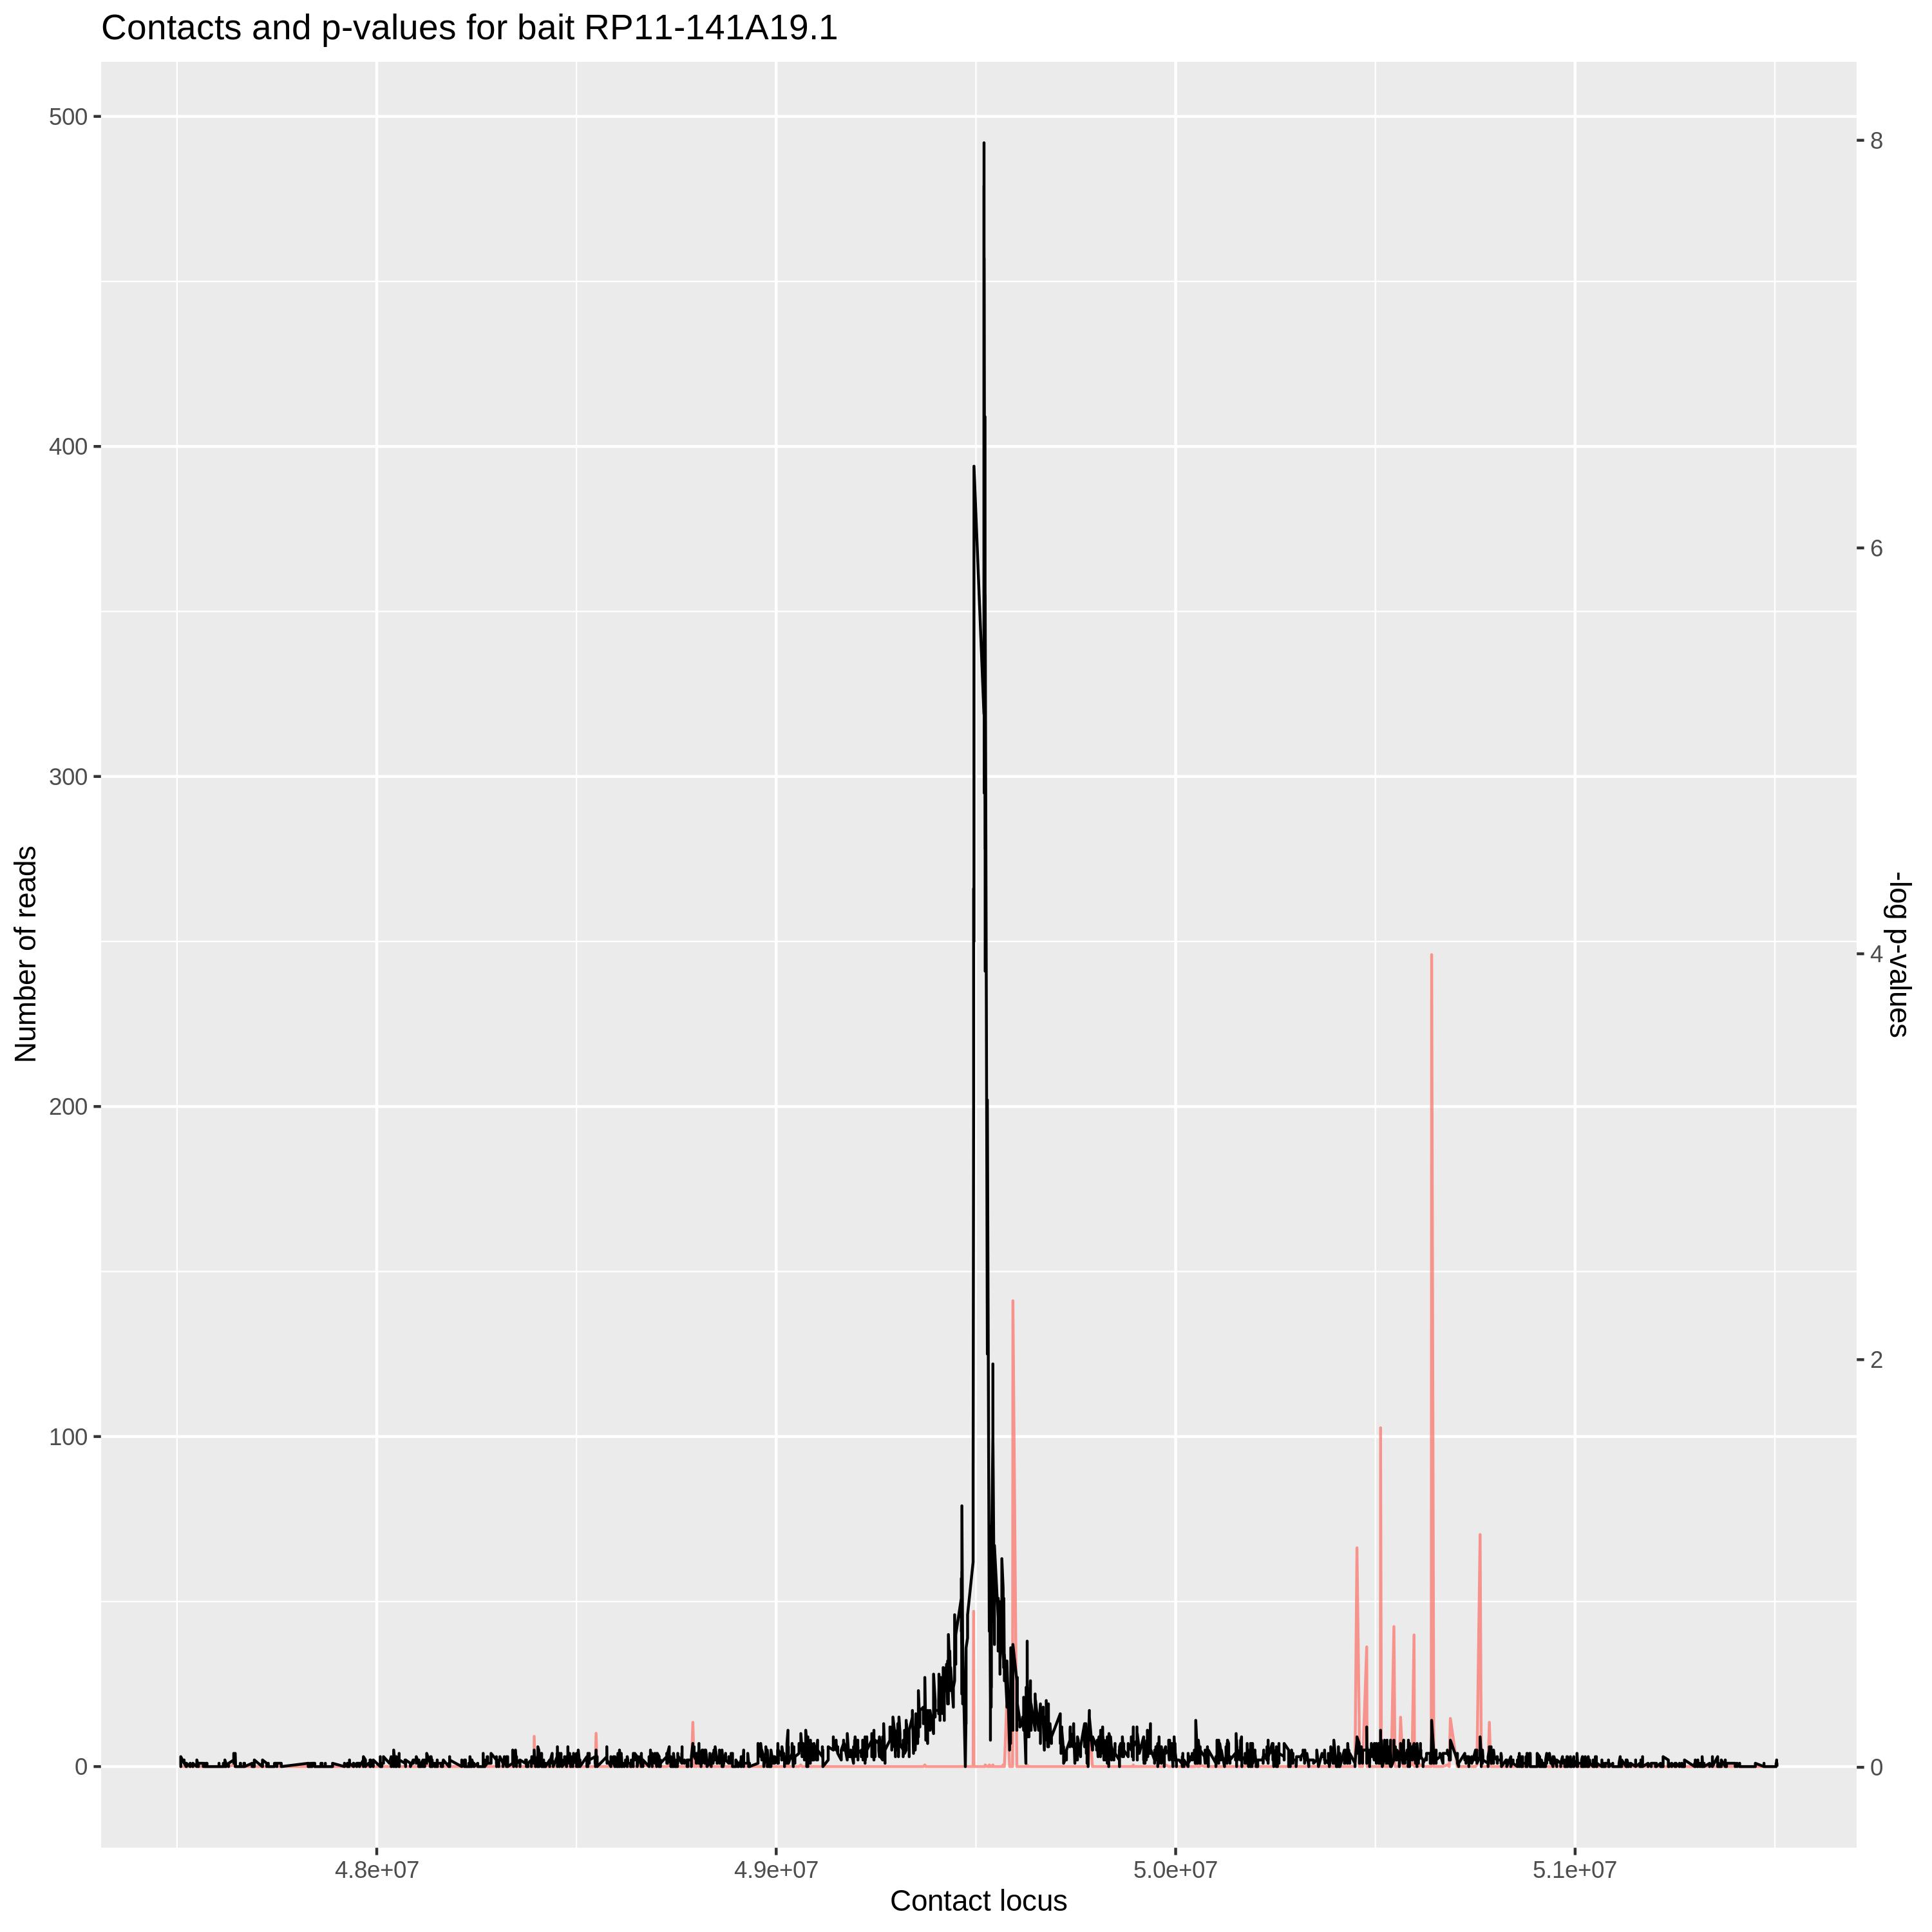 Contacts and p-values for bait RP11-141A19.1
500
400
300
200
100
0
Number of reads
8
6
4
2
0
-log p-values
4.8e+07
4.9e+07
5.0e+07
5.1e+07
Contact locus